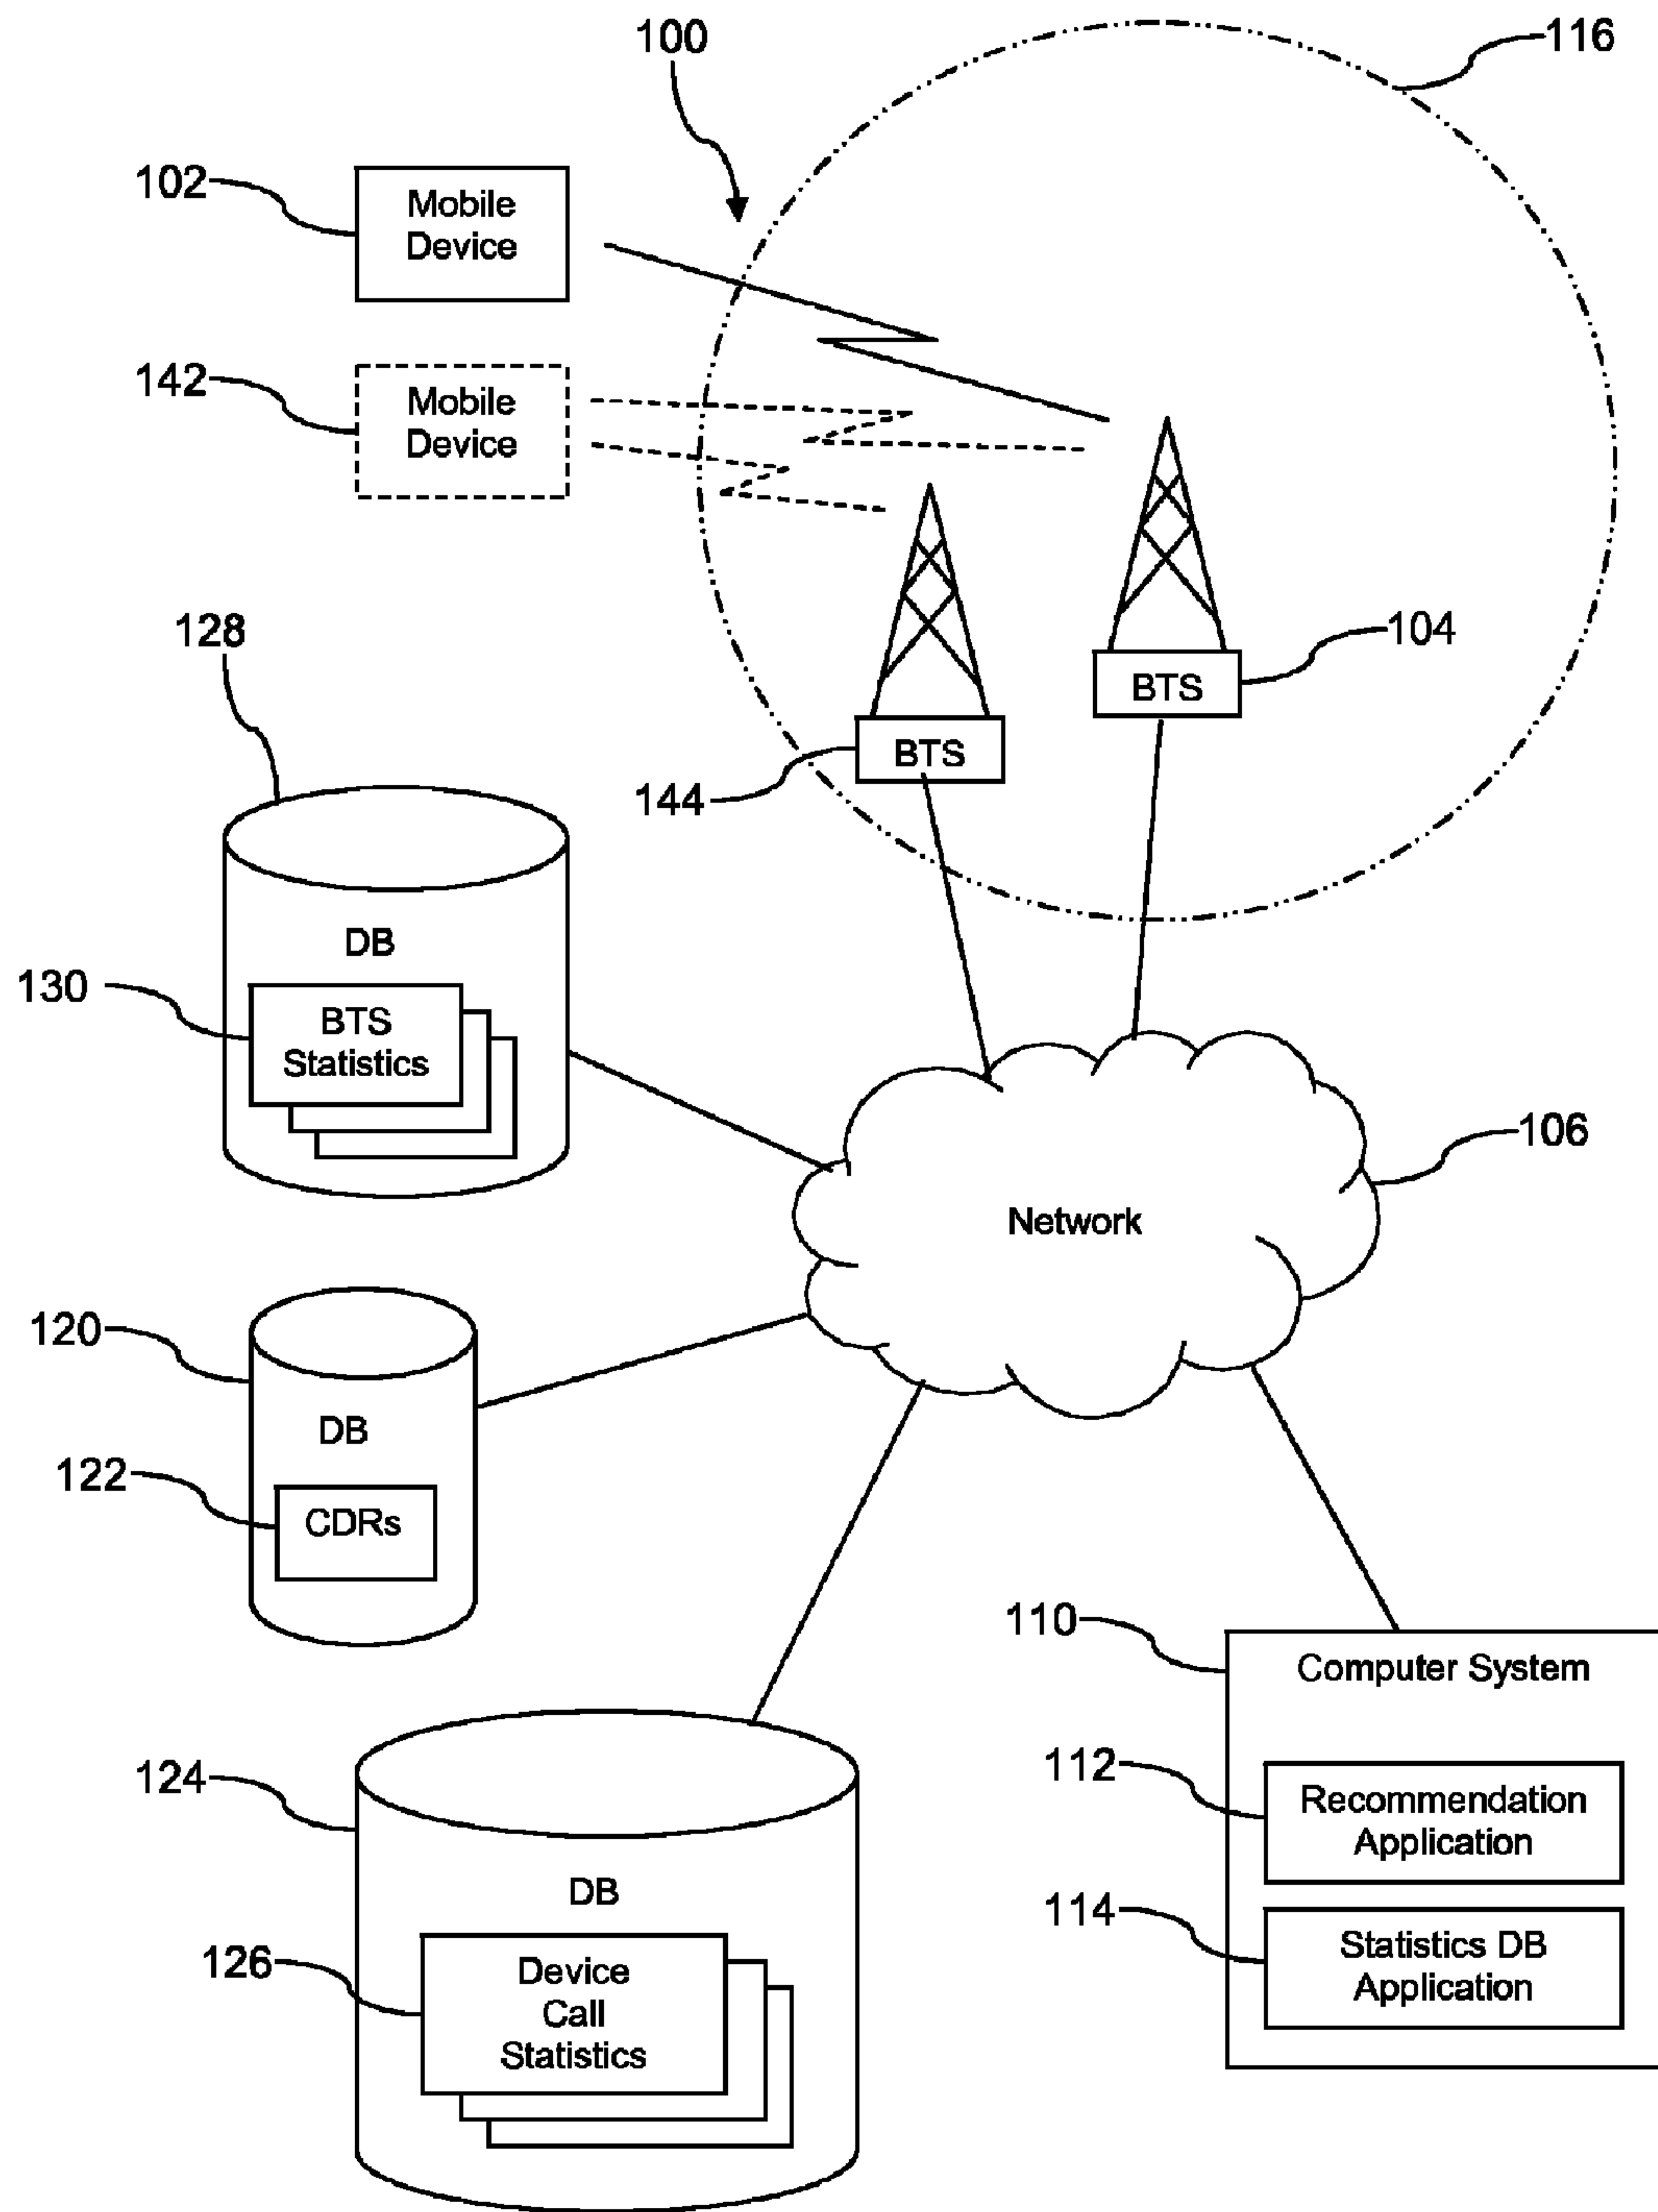 100
116
102
Mobile
Device
142
Mobile
Device
104
BTS
144
BTS
128
DB
130
BTS
Statistics
106
Network
120
DB
122
CDRs
110
Computer System
124
112
Recommendation
Application
DB
114
Statistics DB
Application
126
Device
Call
Statistics